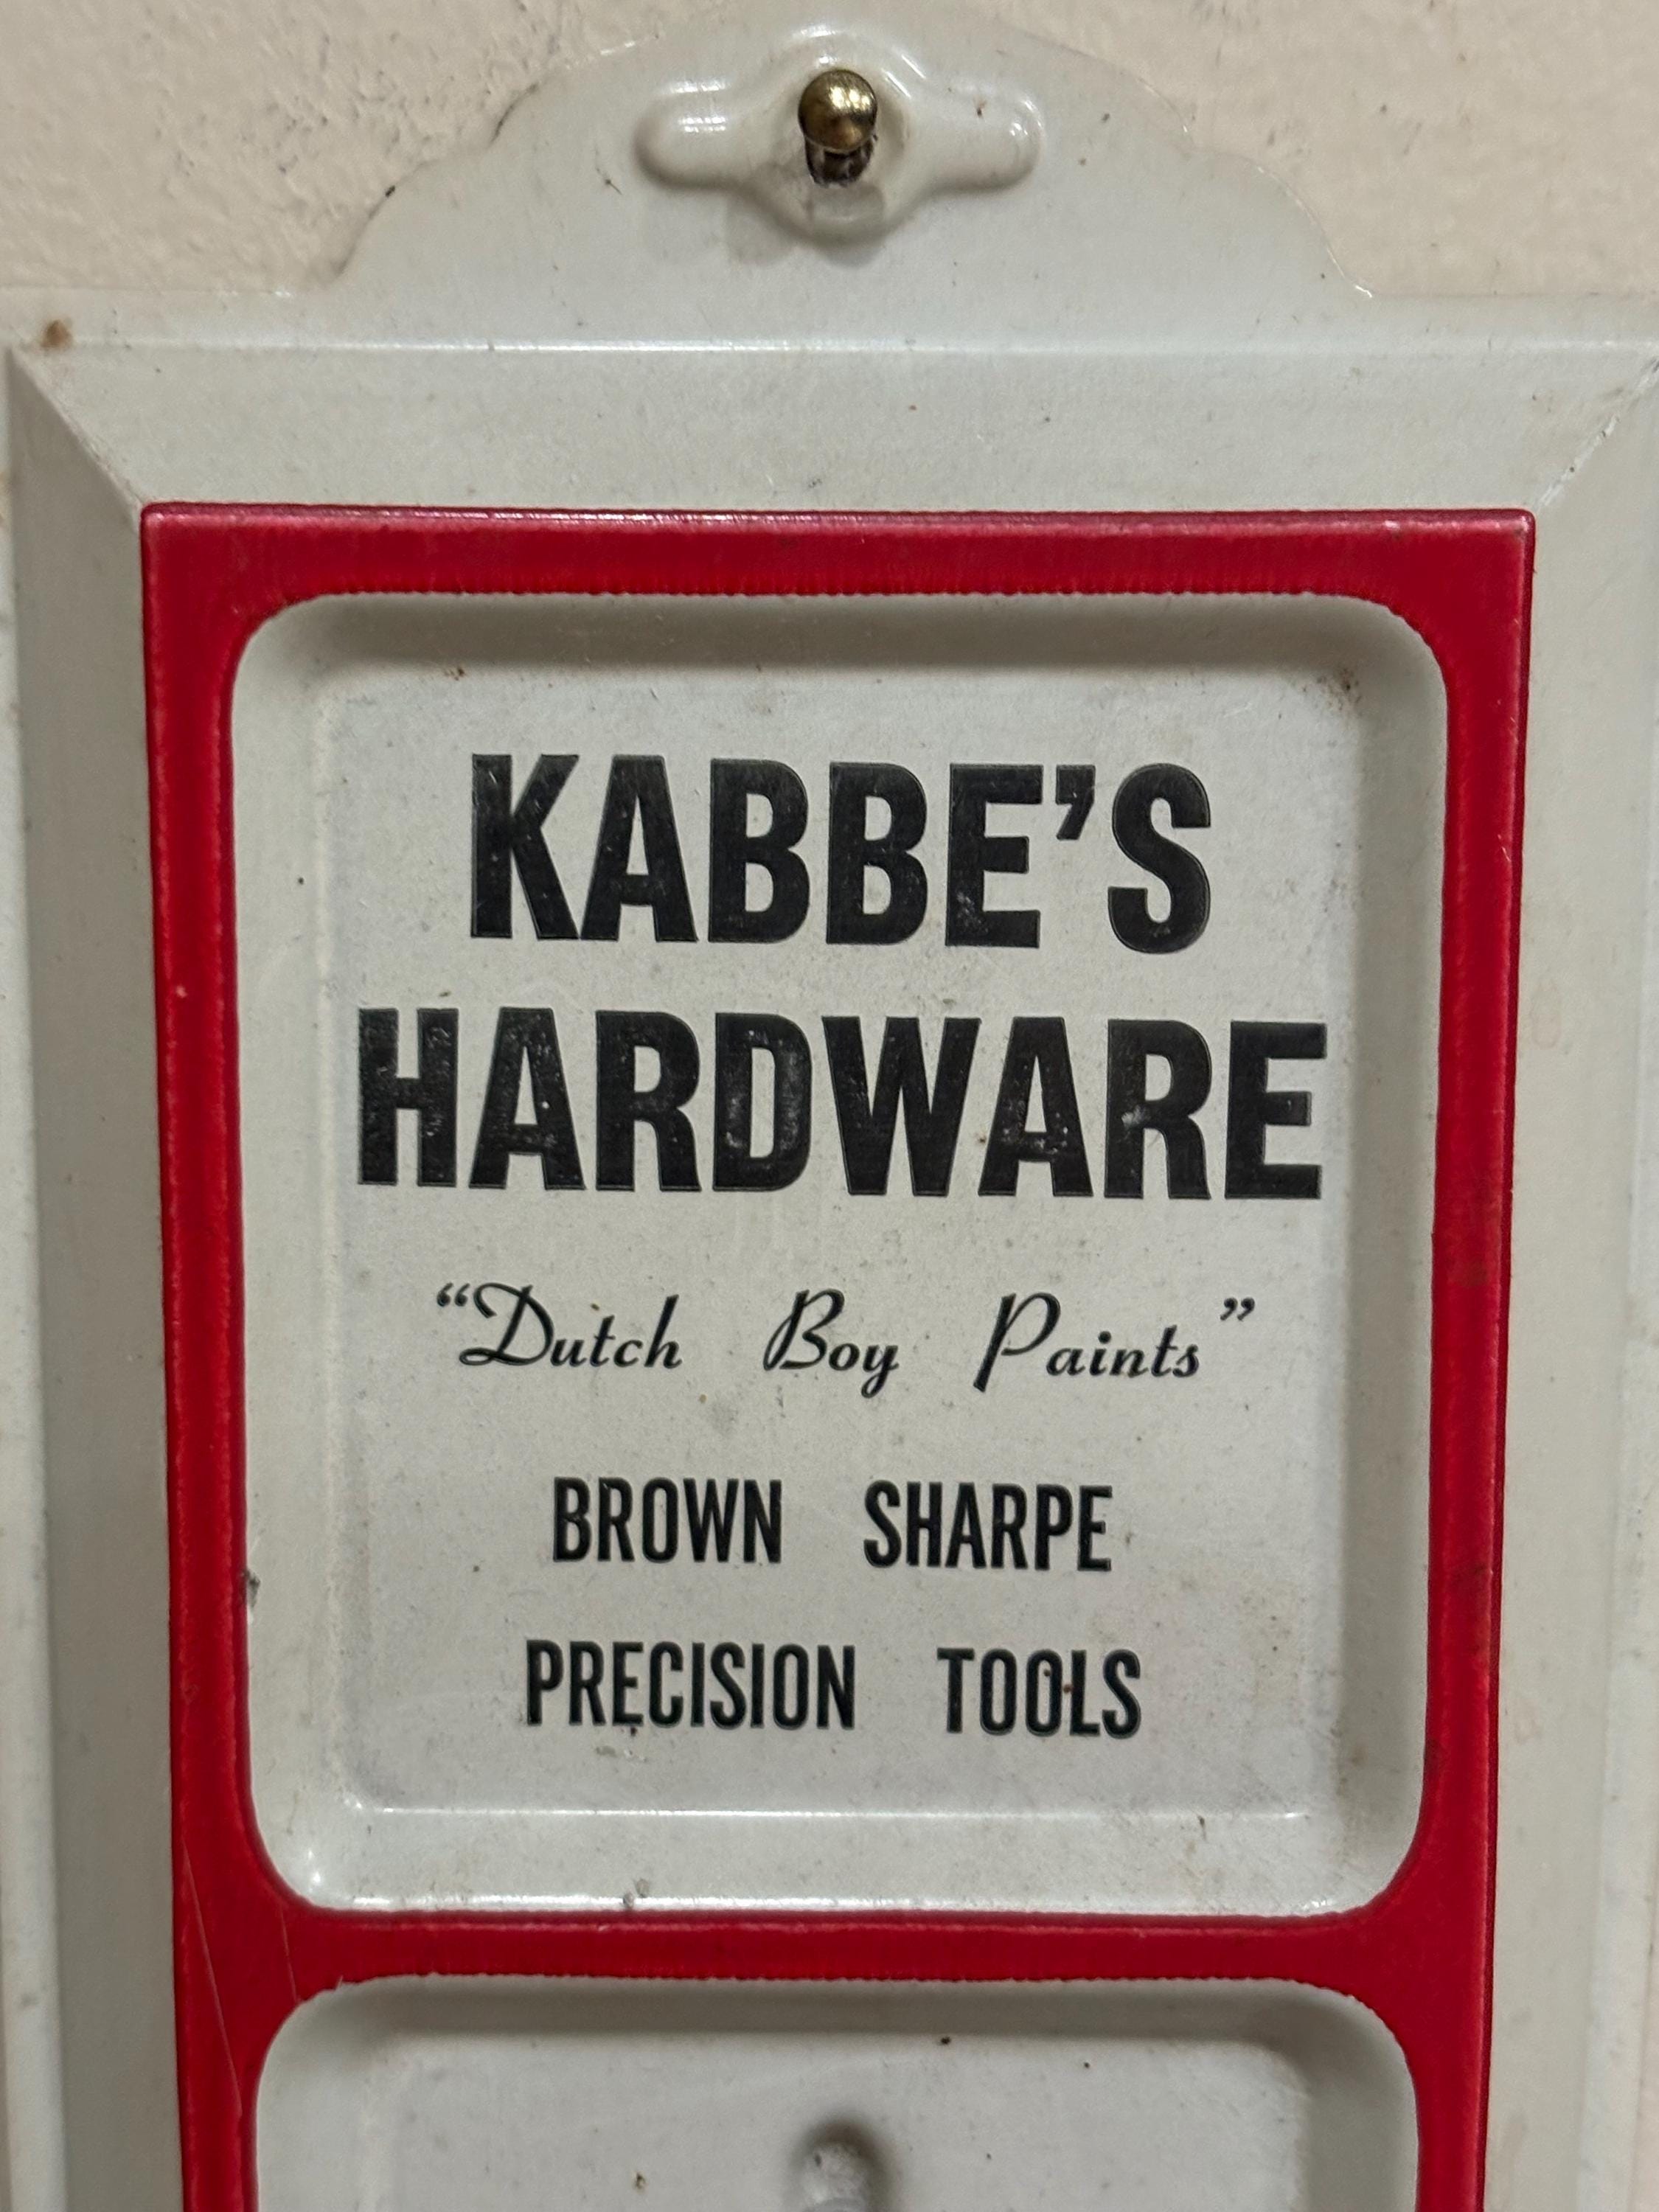 KABBE’S
HARDWARE
“Dutch Boy Paints”
BROWN SHARPE
PRECISION TOOLS